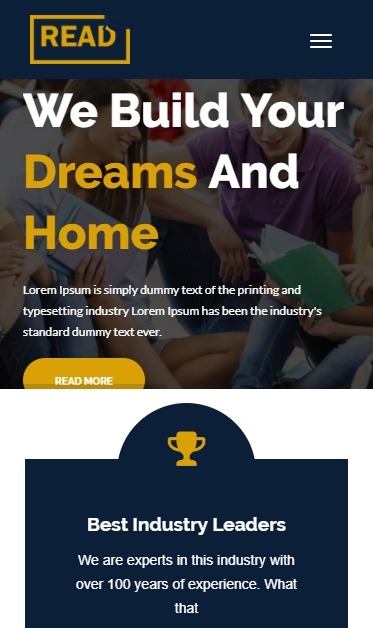 READ
We Build Your
Dreams And
Home
Lorem Ipsum is simply dummy text of the printing and
typesetting industry Lorem Ipsum has been the industry's
standard dummy text ever.
READ MORE
Best Industry Leaders
We are experts in this industry with
over 100 years of experience. What
that